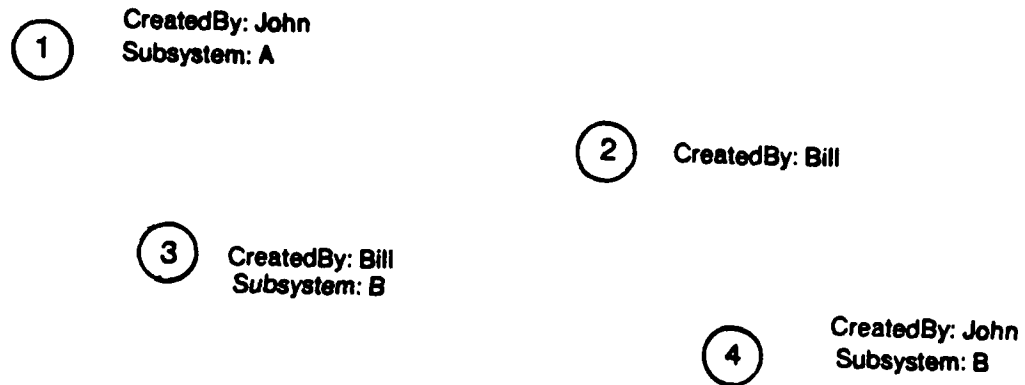 1
CreatedBy: John
Subsystem: A
2
CreatedBy: Bill
3
CreatedBy: Bill
Subsystem: B
4
CreatedBy: John
Subsystem: B